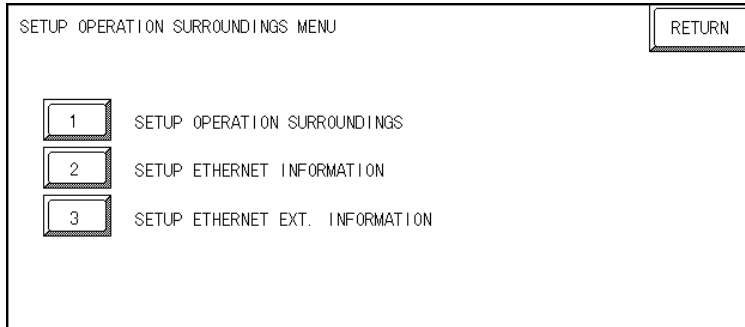 SETUP OPERATION SURROUNDINGS MENU RETURN
1 SETUP OPERATION SURROUNDINGS
2 SETUP ETHERNET INFORMATION
3 SETUP ETHERNET EXT. INFORMATION